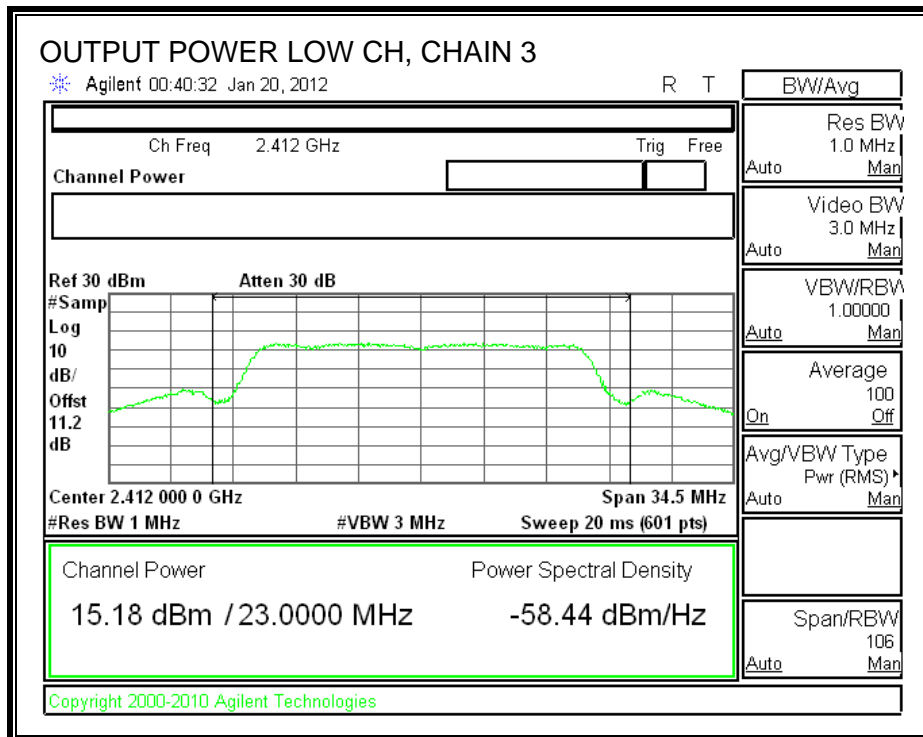 OUTPUT POWER LOW CH, CHAIN 3
Agilent 00:40:32 Jan 20, 2012 R T
Ch Freq 2.412 GHz Trig Free
Channel Power
Ref 30 dBm Atten 30 dB
#Samp
Log
10
dB/
Offst
11.2
dB
Center 2.412 000 0 GHz Span 34.5 MHz
#Res BW 1 MHz #VBW 3 MHz Sweep 20 ms (601 pts)
Channel Power Power Spectral Density
15.18 dBm / 23.0000 MHz -58.44 dBm/Hz
Copyright 2000-2010 Agilent Technologies
BW/Avg
Res BW
1.0 MHz
Auto Man
Video BW
3.0 MHz
Auto Man
VBW/RBW
1.00000
Auto Man
Average
100
On Off
Avg/VBW Type
Pwr (RMS)
Auto Man
Span/RBW
106
Auto Man